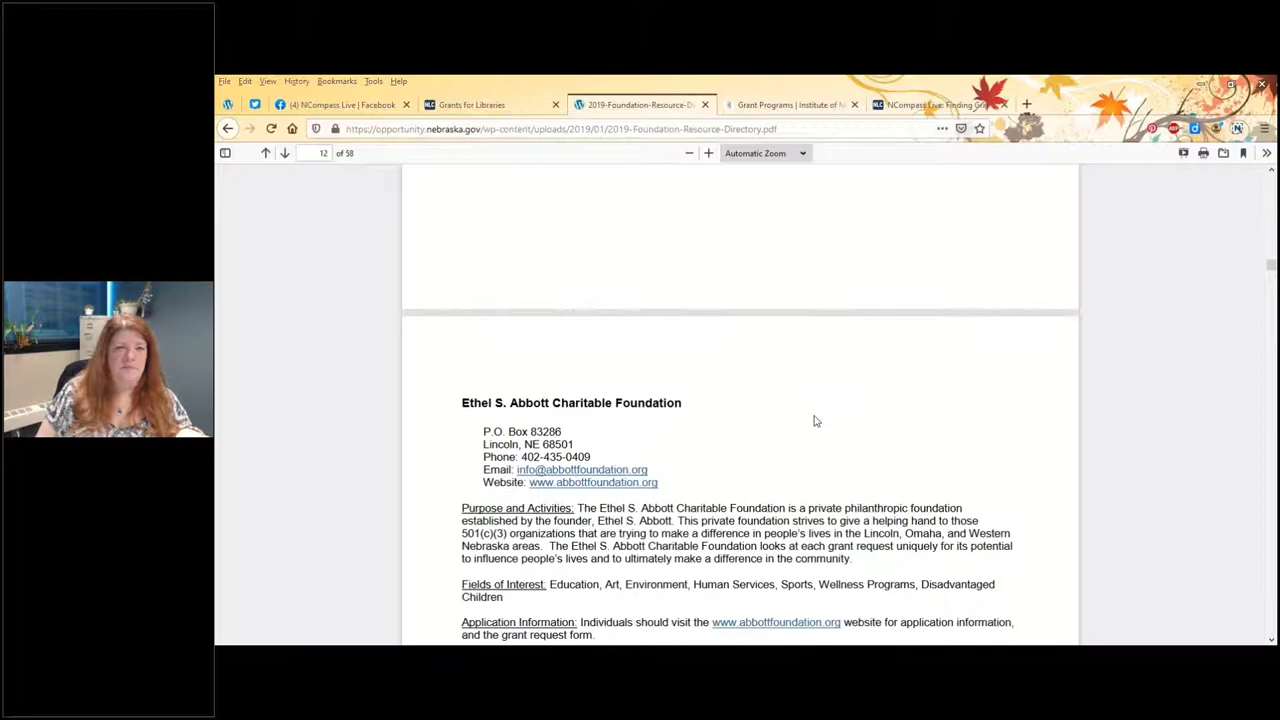 File Edit View History Bookmarks Tools Help
(4) NCompass Live | Facebook
Grants for Libraries
2019-Foundation-Resource-Di
Grant Programs | Institute of
NCompass Live: Finding
https://opportunity.nebraska.gov/wp-content/uploads/2019/01/2019-Foundation-Resource-Directory.pdf
12 of 58
Automatic Zoom
Ethel S. Abbott Charitable Foundation
P.O. Box 83286
Lincoln, NE 68501
Phone: 402-435-0409
Email: info@abbottfoundation.org
Website: www.abbottfoundation.org
Purpose and Activities: The Ethel S. Abbott Charitable Foundation is a private philanthropic foundation
established by the founder, Ethel S. Abbott. This private foundation strives to give a helping hand to those
501(c)(3) organizations that are trying to make a difference in people's lives in the Lincoln, Omaha, and Western
Nebraska areas. The Ethel S. Abbott Charitable Foundation looks at each grant request uniquely for its potential
to influence people's lives and to ultimately make a difference in the community.
Fields of Interest: Education, Art, Environment, Human Services, Sports, Wellness Programs, Disadvantaged
Children
Application Information: Individuals should visit the www.abbottfoundation.org website for application information,
and the grant request form.